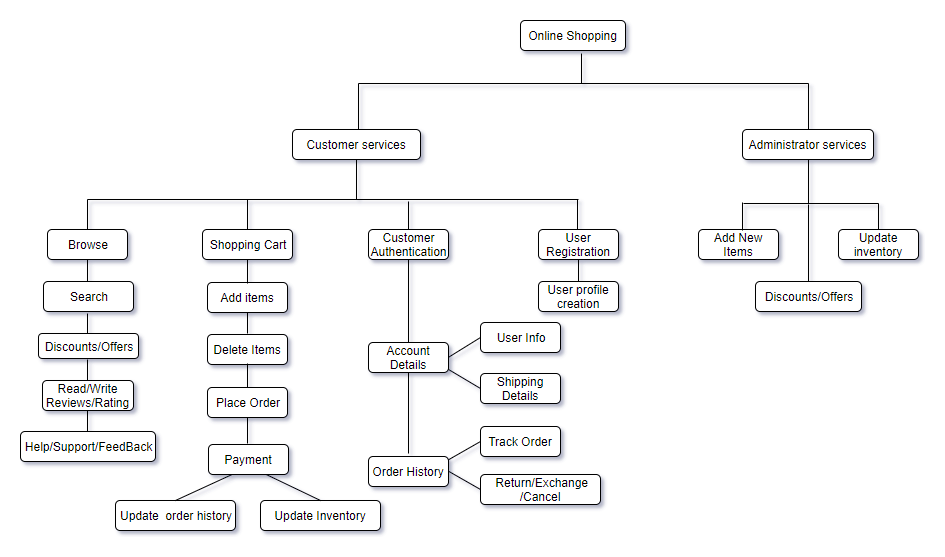 Online Shopping
Customer services
Administrator services
Browse
Shopping Cart
Customer
Authentication
User
Registration
Add New
Items
Update
inventory
Search
Add items
User profile
creation
Discounts/Offers
Discounts/Offers
Delete Items
Account
Details
User Info
Shipping
Details
Read/Write
Reviews/Rating
Place Order
Help/Support/FeedBack
Payment
Order History
Track Order
Return/Exchange
/Cancel
Update order history
Update Inventory